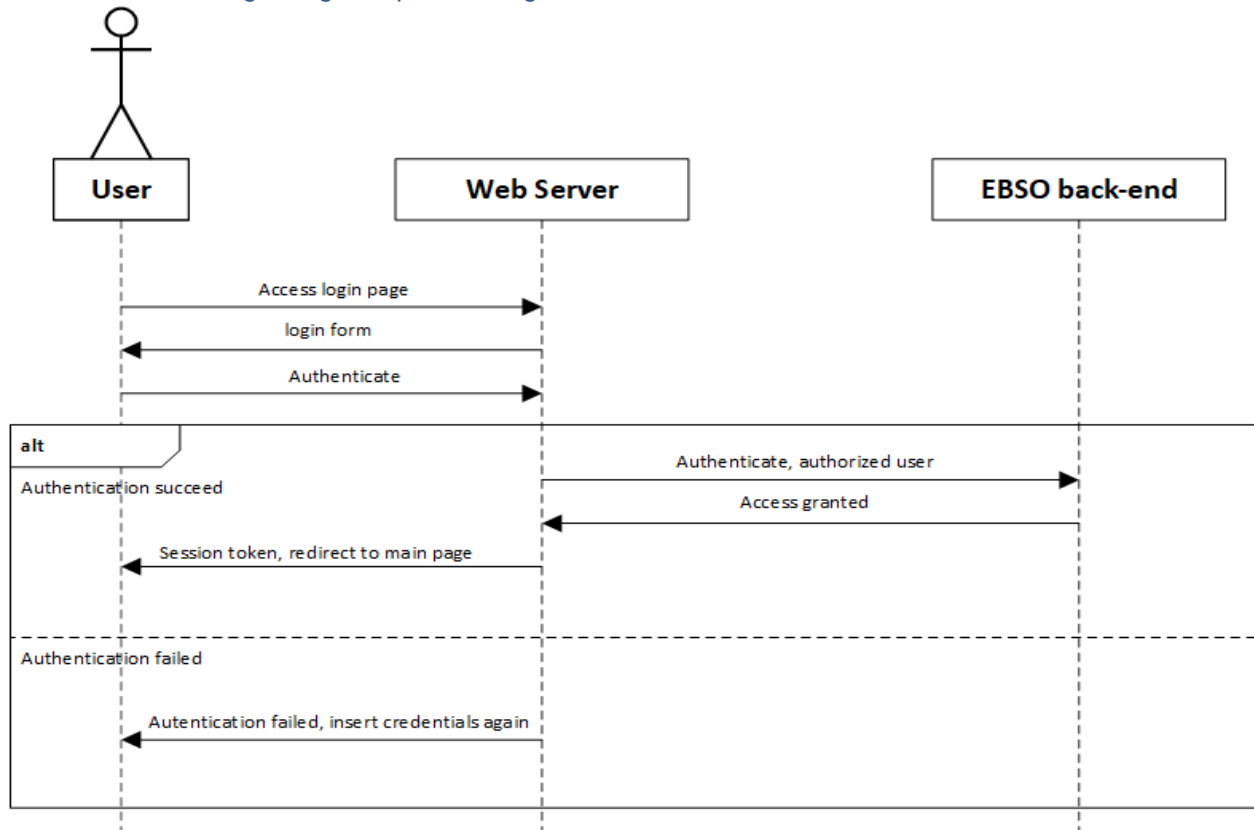 User
Web Server
EBSO back-end
Access login page
login form
Authenticate
alt
Authenticate, authorized user
Authentication succeed
Access granted
Session token, redirect to main page
Authentication failed
Autentication failed, insert credentials again